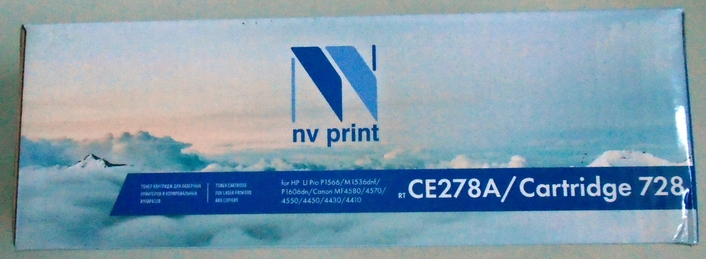 nv print
ТОНЕР КАРТРИДЖ ДЛЯ ЛАЗЕРНЫХ
ПРИНТЕРОВ И КОПИРОВАЛЬНЫХ
АППАРАТОВ
TONER CARTRIDGE
FOR LASER PRINTERS
AND COPIERS
for HP LJ Pro P1566/M1536dnf/
P1606dn/Canon MF4580/4570/
4550/4450/4430/4410
RT CE278A/Cartridge 728